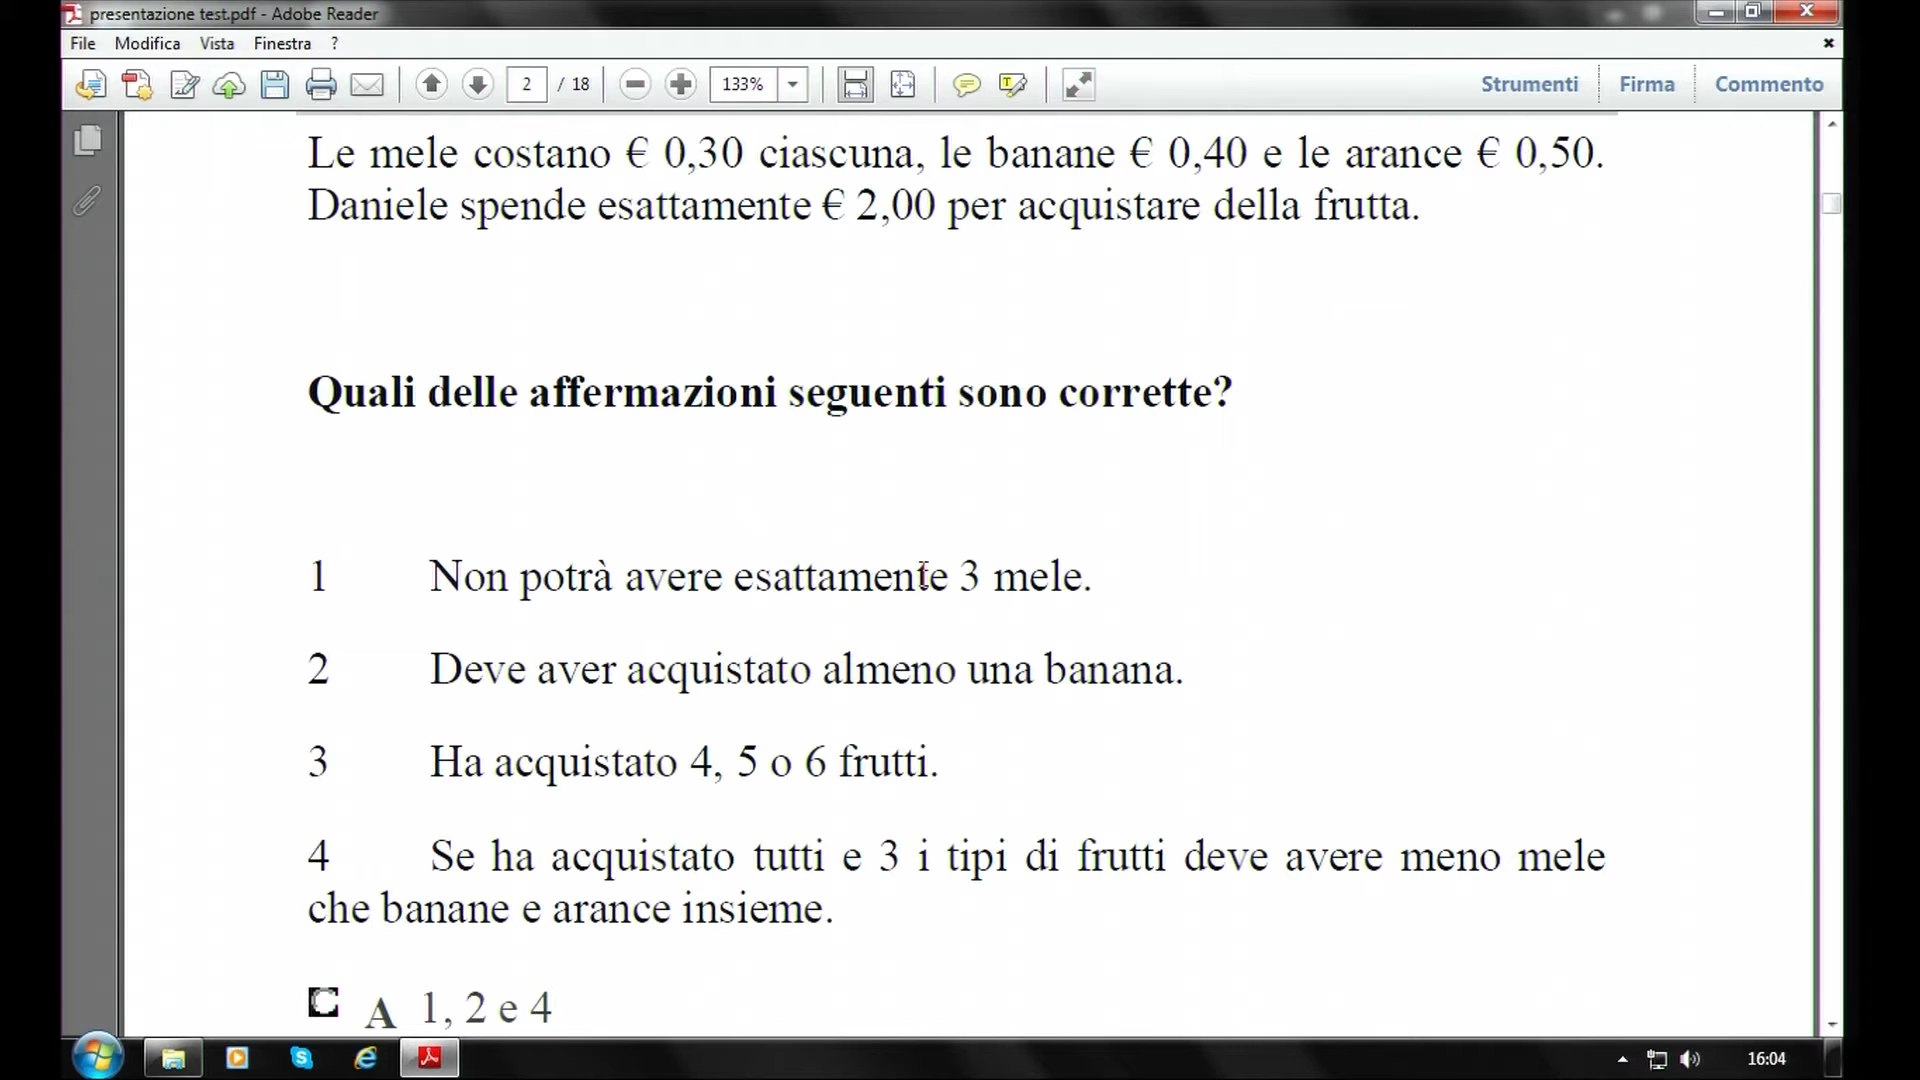 presentazione test.pdf - Adobe Reader
File Modifica Vista Finestra ?
2 / 18 133% Strumenti Firma Commento
Le mele costano € 0,30 ciascuna, le banane € 0,40 e le arance € 0,50.
Daniele spende esattamente € 2,00 per acquistare della frutta.
Quali delle affermazioni seguenti sono corrette?
1 Non potrà avere esattamente 3 mele.
2 Deve aver acquistato almeno una banana.
3 Ha acquistato 4, 5 o 6 frutti.
4 Se ha acquistato tutti e 3 i tipi di frutti deve avere meno mele
che banane e arance insieme.
A 1, 2 e 4
16:04